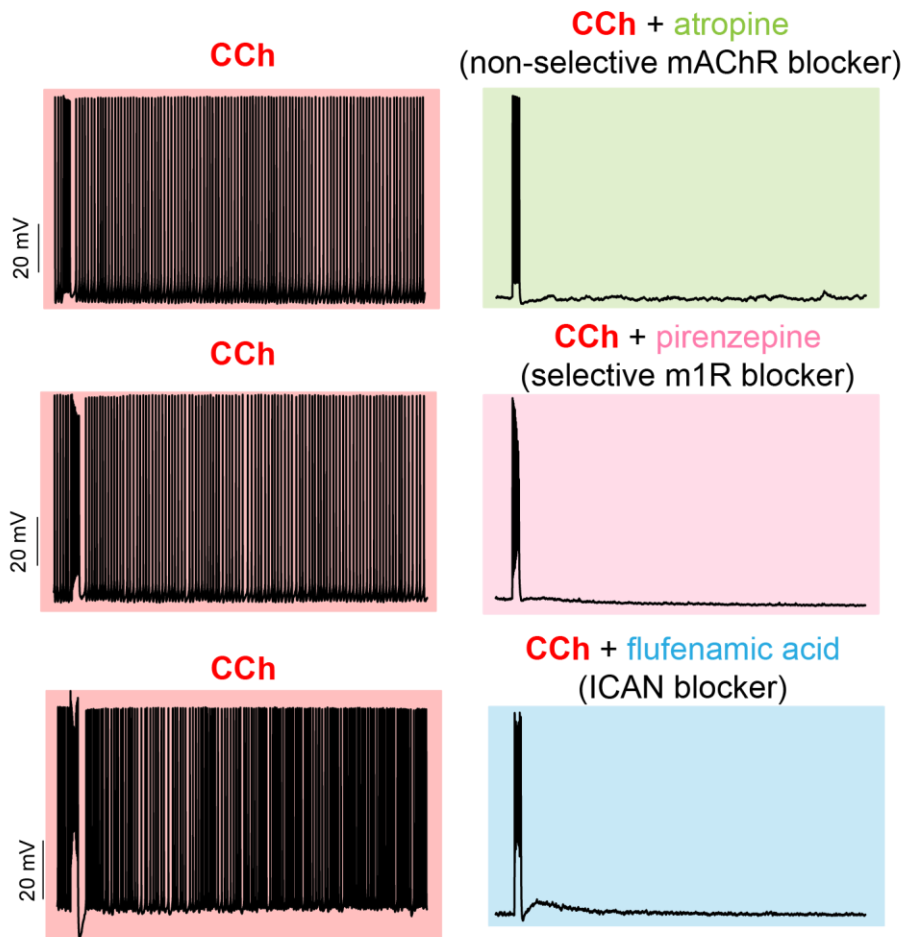 CCh
CCh + atropine
(non-selective mAChR blocker)
20 mV
CCh
CCh + pirenzepine
(selective m1R blocker)
20 mV
CCh
CCh + flufenamic acid
(ICAN blocker)
20 mV